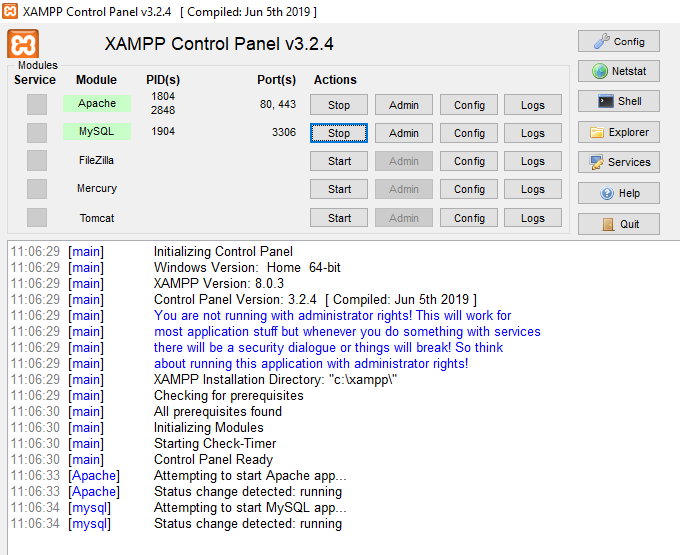 XAMPP Control Panel v3.2.4 [ Compiled: Jun 5th 2019 ]
XAMPP Control Panel v3.2.4
Config
Modules
Service Module PID(s) Port(s) Actions
Netstat
Apache 1804 2848 80, 443 Stop Admin Config Logs
Shell
MySQL 1904 3306 Stop Admin Config Logs
Explorer
FileZilla Start Admin Config Logs
Services
Mercury Start Admin Config Logs
Help
Tomcat Start Admin Config Logs
Quit
11:06:29 [main] Initializing Control Panel
11:06:29 [main] Windows Version: Home 64-bit
11:06:29 [main] XAMPP Version: 8.0.3
11:06:29 [main] Control Panel Version: 3.2.4 [ Compiled: Jun 5th 2019 ]
11:06:29 [main] You are not running with administrator rights! This will work for
11:06:29 [main] most application stuff but whenever you do something with services
11:06:29 [main] there will be a security dialogue or things will break! So think
11:06:29 [main] about running this application with administrator rights!
11:06:29 [main] XAMPP Installation Directory: "c:\xampp\"
11:06:29 [main] Checking for prerequisites
11:06:30 [main] All prerequisites found
11:06:30 [main] Initializing Modules
11:06:30 [main] Starting Check-Timer
11:06:30 [main] Control Panel Ready
11:06:33 [Apache] Attempting to start Apache app...
11:06:33 [Apache] Status change detected: running
11:06:34 [mysql] Attempting to start MySQL app...
11:06:34 [mysql] Status change detected: running